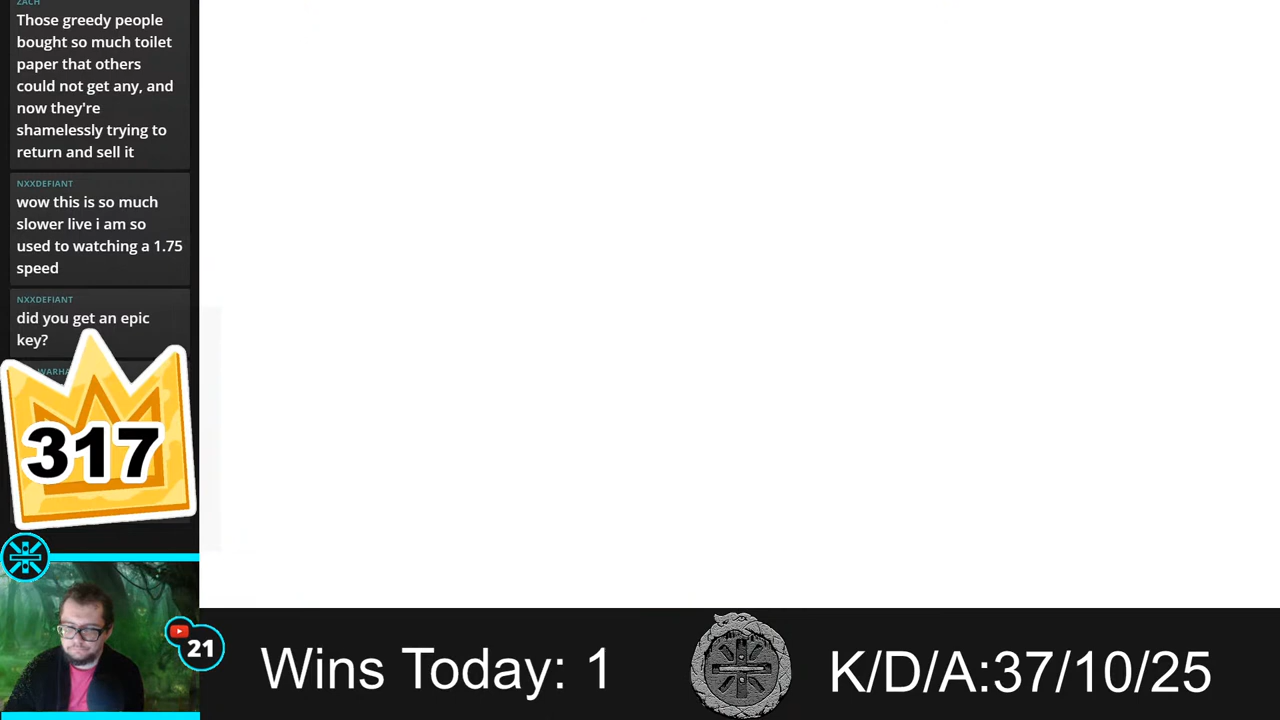 ZACH
Those greedy people
bought so much toilet
paper that others
could not get any, and
now they're
shamelessly trying to
return and sell it
NXXDEFIANT
wow this is so much
slower live i am so
used to watching a 1.75
speed
NXXDEFIANT
did you get an epic
key?
317
21
Wins Today: 1
K/D/A:37/10/25